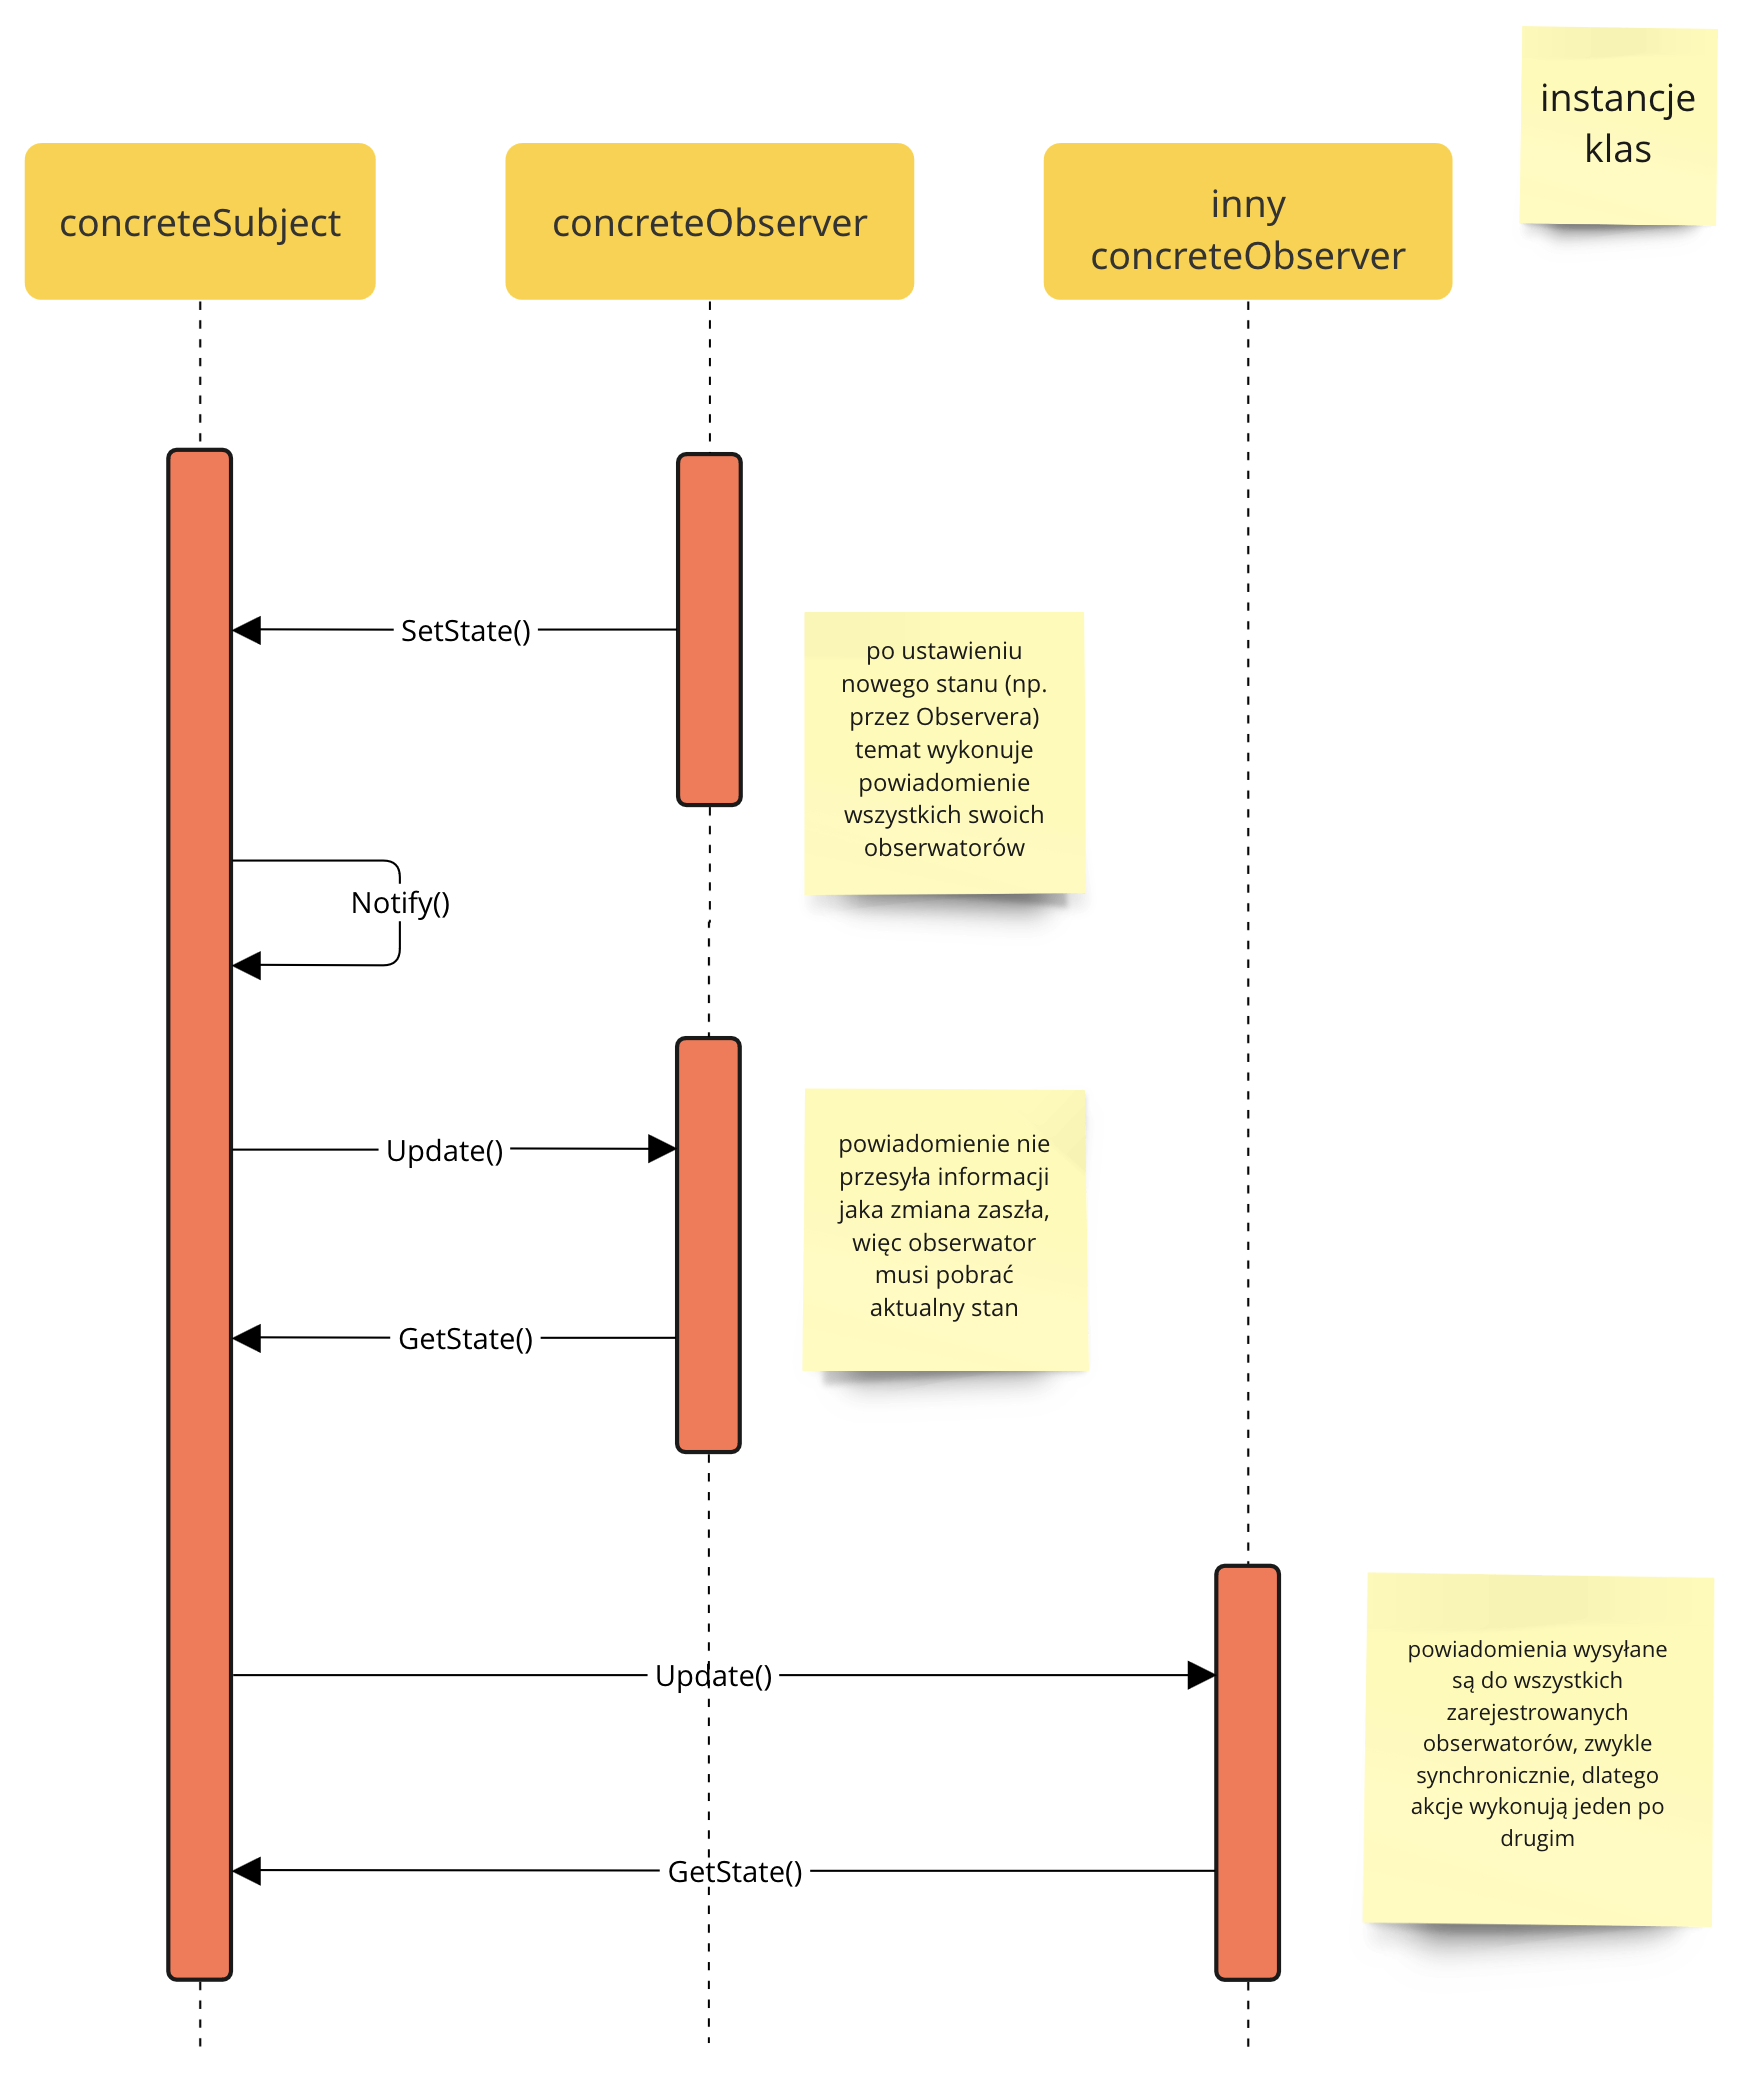 instancje
klas
concreteSubject
concreteObserver
inny
concreteObserver
SetState()
po ustawieniu
nowego stanu (np.
przez Observera)
temat wykonuje
powiadomienie
wszystkich swoich
obserwatorów
Notify()
Update()
powiadomienie nie
przesyła informacji
jaka zmiana zaszła,
więc obserwator
musi pobrać
aktualny stan
GetState()
Update()
powiadomienia wysyłane
są do wszystkich
zarejestrowanych
obserwatorów, zwykle
synchronicznie, dlatego
akcje wykonują jeden po
drugim
GetState()